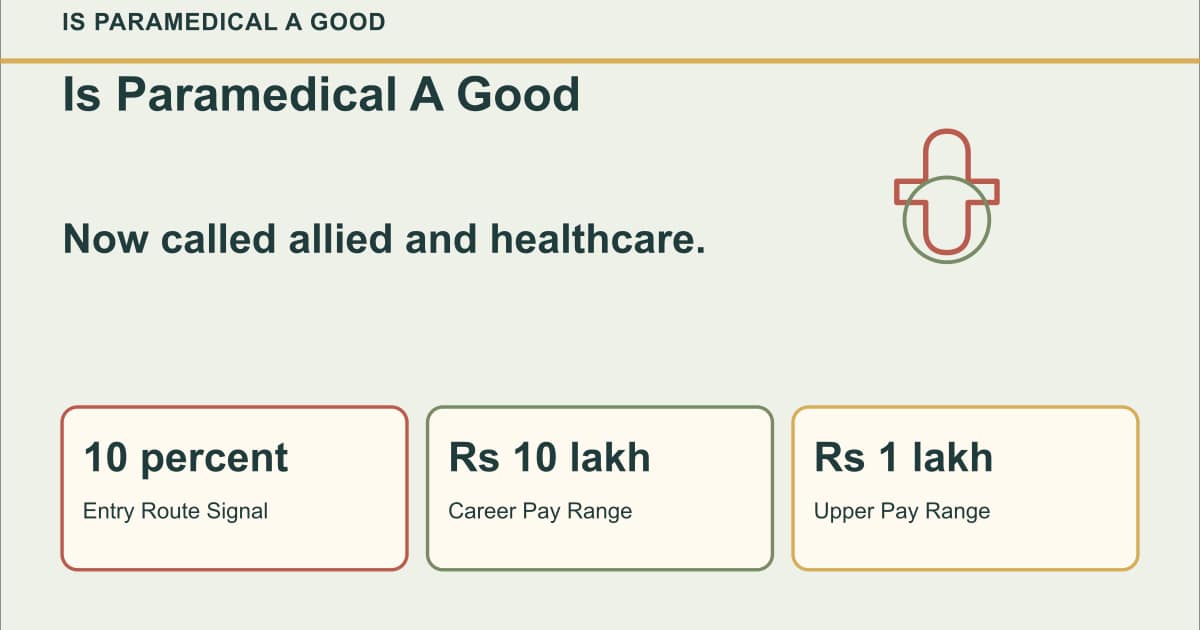 IS PARAMEDICAL A GOOD
Is Paramedical A Good
Now called allied and healthcare.
10 percent
Entry Route Signal
Rs 10 lakh
Career Pay Range
Rs 1 lakh
Upper Pay Range